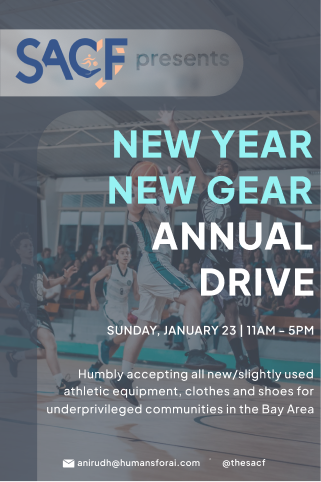 SACF presents
NEW YEAR
NEW GEAR
ANNUAL
DRIVE
SUNDAY, JANUARY 23 | 11AM – 5PM
Humbly accepting all new/slightly used
athletic equipment, clothes and shoes for
underprivileged communities in the Bay Area
anirudh@humansforai.com @thesacf